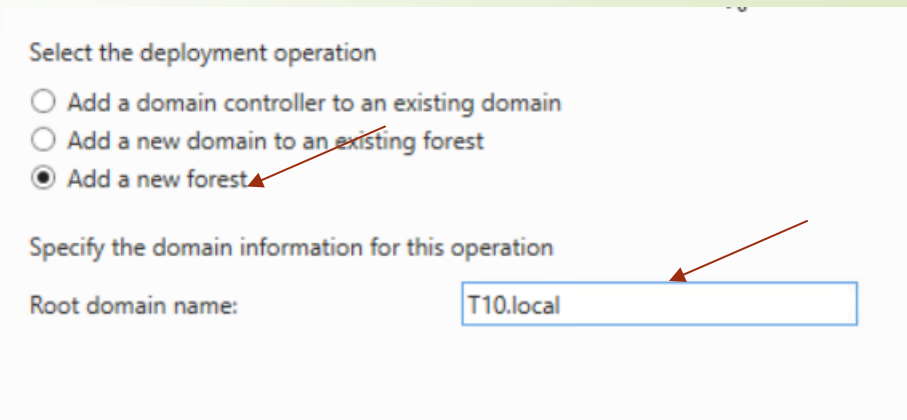 Select the deployment operation
Add a domain controller to an existing domain
Add a new domain to an existing forest
Add a new forest
Specify the domain information for this operation
Root domain name: T10.local